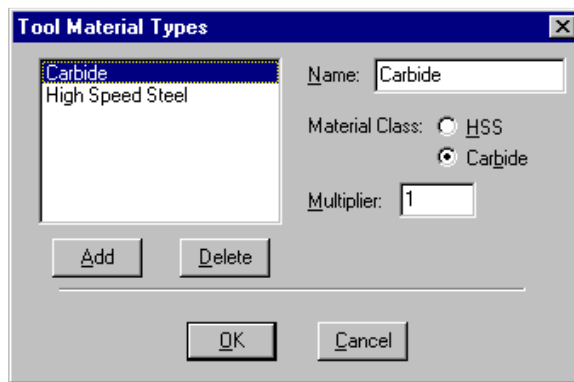 Tool Material Types
Carbide
High Speed Steel
Name: Carbide
Material Class: HSS
Carbide
Multiplier: 1
Add Delete
OK Cancel